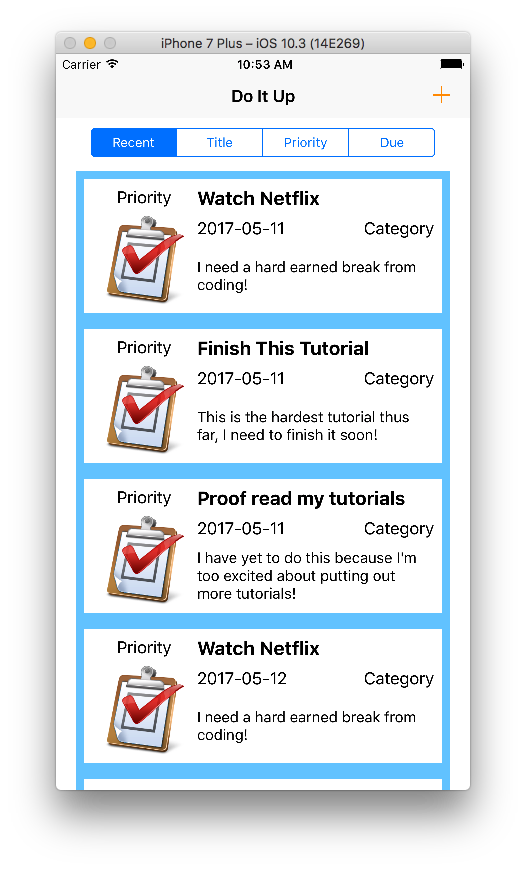 iPhone 7 Plus – iOS 10.3 (14E269)
Carrier 10:53 AM
Do It Up
Recent Title Priority Due
Priority Watch Netflix
2017-05-11 Category
I need a hard earned break from
coding!
Priority Finish This Tutorial
2017-05-11 Category
This is the hardest tutorial thus
far, I need to finish it soon!
Priority Proof read my tutorials
2017-05-11 Category
I have yet to do this because I'm
too excited about putting out
more tutorials!
Priority Watch Netflix
2017-05-12 Category
I need a hard earned break from
coding!